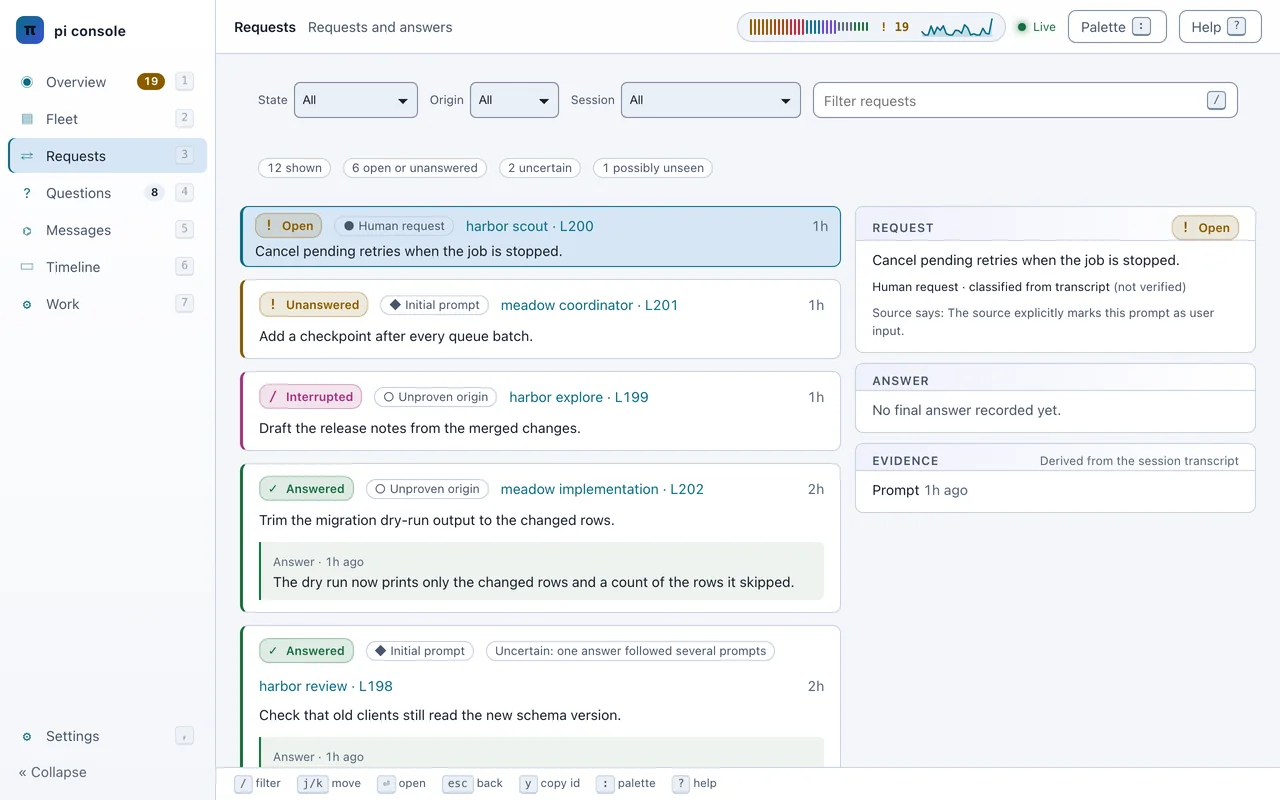 π pi console
Overview 19 1
Fleet 2
Requests 3
Questions 8 4
Messages 5
Timeline 6
Work 7
Settings ,
« Collapse
Requests Requests and answers ! 19 Live Palette : Help ?
State All Origin All Session All Filter requests /
12 shown 6 open or unanswered 2 uncertain 1 possibly unseen
! Open Human request harbor scout · L200 1h
Cancel pending retries when the job is stopped.
! Unanswered Initial prompt meadow coordinator · L201 1h
Add a checkpoint after every queue batch.
/ Interrupted Unproven origin harbor explore · L199 1h
Draft the release notes from the merged changes.
✓ Answered Unproven origin meadow implementation · L202 2h
Trim the migration dry-run output to the changed rows.
Answer · 1h ago
The dry run now prints only the changed rows and a count of the rows it skipped.
✓ Answered Initial prompt Uncertain: one answer followed several prompts
harbor review · L198 2h
Check that old clients still read the new schema version.
Answer · 1h ago
REQUEST ! Open
Cancel pending retries when the job is stopped.
Human request · classified from transcript (not verified)
Source says: The source explicitly marks this prompt as user
input.
ANSWER
No final answer recorded yet.
EVIDENCE Derived from the session transcript
Prompt 1h ago
/ filter j/k move ⏎ open esc back y copy id : palette ? help